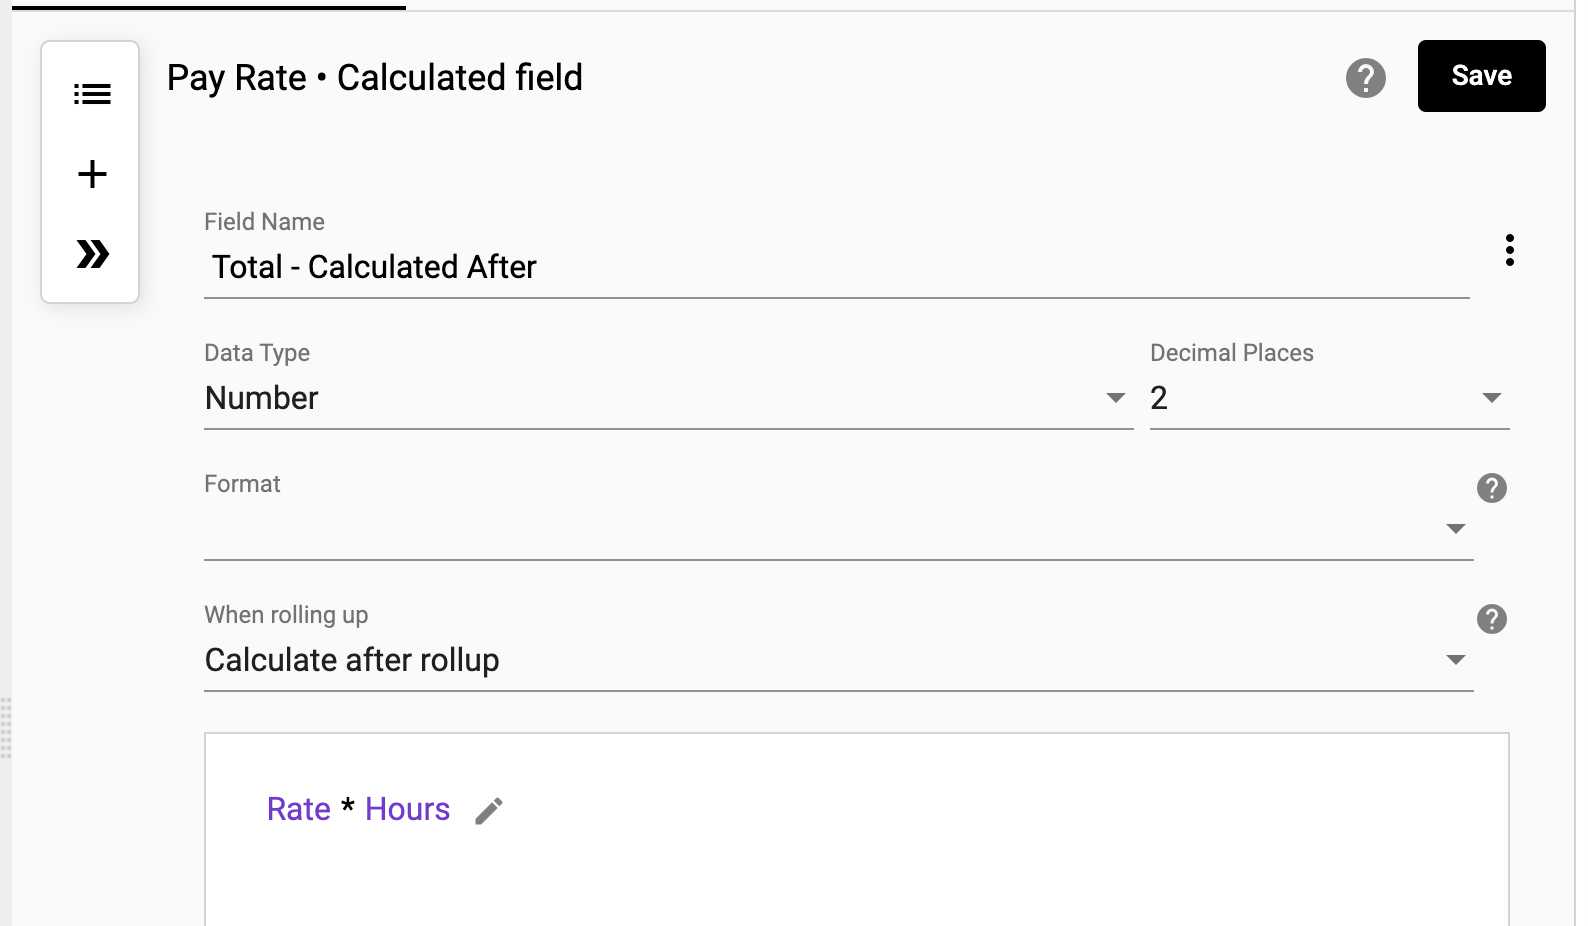 Pay Rate • Calculated field
Save
Field Name
Total - Calculated After
Data Type
Decimal Places
Number
2
Format
When rolling up
Calculate after rollup
Rate * Hours